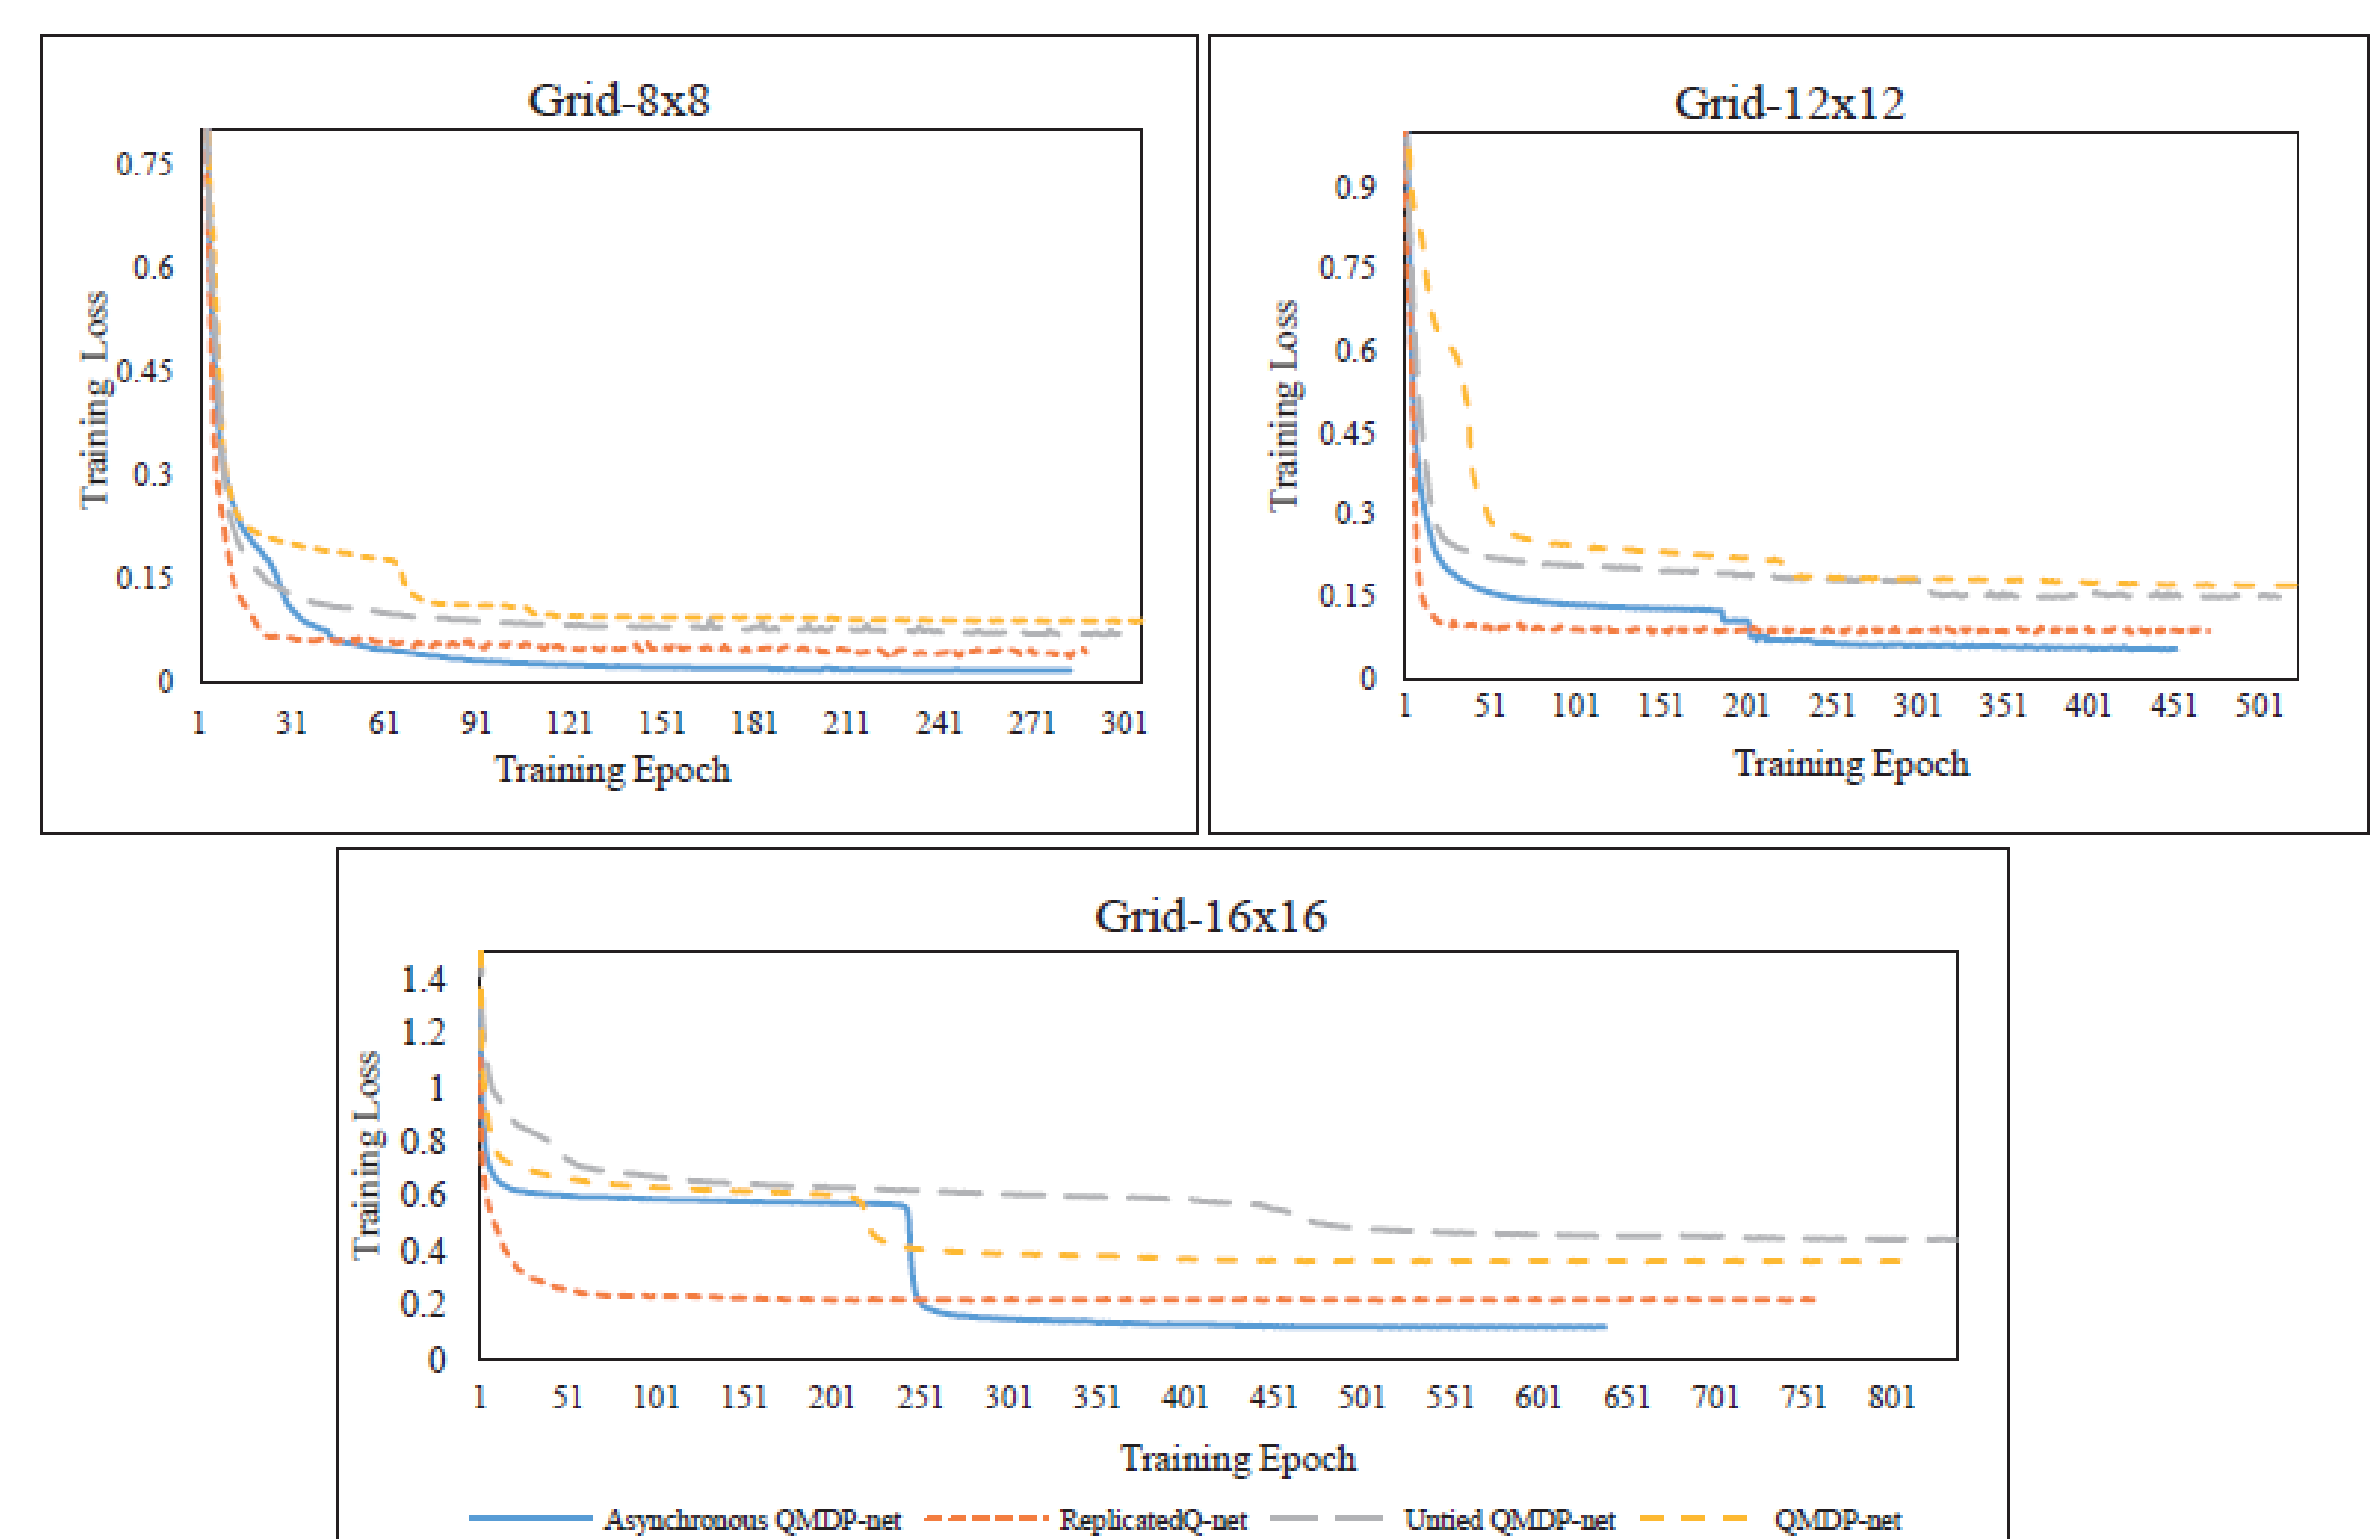 Grid-8x8
0.75
0.6
0.45
0.3
0.15
0
Training Loss
1 31 61 91 121 151 181 211 241 271 301
Training Epoch
Grid-12x12
0.9
0.75
0.6
0.45
0.3
0.15
0
Training Loss
1 51 101 151 201 251 301 351 401 451 501
Training Epoch
Grid-16x16
1.4
1.2
1
0.8
0.6
0.4
0.2
0
Training Loss
1 51 101 151 201 251 301 351 401 451 501 551 601 651 701 751 801
Training Epoch
Asynchronous QMDP-net ReplicatedQ-net Untied QMDP-net QMDP-net